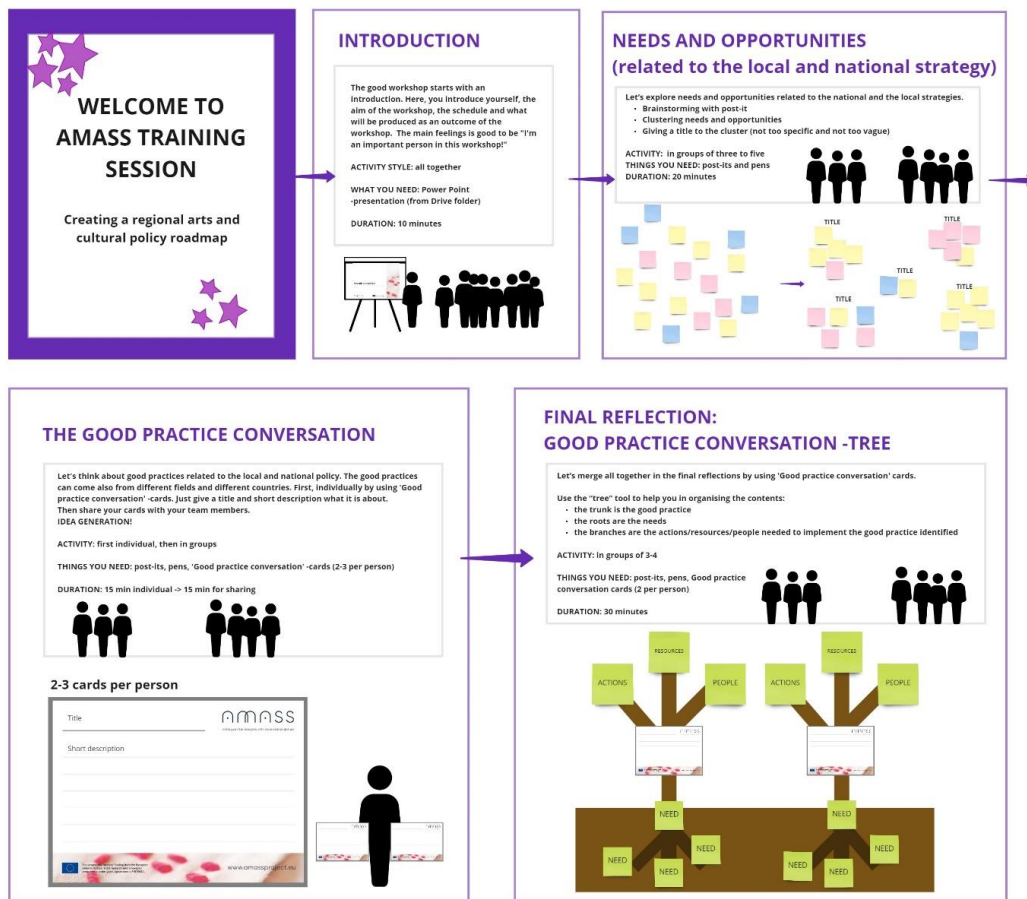 WELCOME TO
AMASS TRAINING
SESSION
Creating a regional arts and
cultural policy roadmap
INTRODUCTION
The good workshop starts with an
introduction. Here, you introduce yourself, the
aim of the workshop, the schedule and what
will be produced as an outcome of the
workshop. The main feelings is good to be "I'm
an important person in this workshop!"
ACTIVITY STYLE: all together
WHAT YOU NEED: Power Point
-presentation (from Drive folder)
DURATION: 10 minutes
NEEDS AND OPPORTUNITIES
(related to the local and national strategy)
Let's explore needs and opportunities related to the national and the local strategies.
• Brainstorming with post-it
• Clustering needs and opportunities
• Giving a title to the cluster (not too specific and not too vague)
ACTIVITY: in groups of three to five
THINGS YOU NEED: post-its and pens
DURATION: 20 minutes
TITLE
TITLE
TITLE
TITLE
TITLE
THE GOOD PRACTICE CONVERSATION
Let's think about good practices related to the local and national policy. The good practices
can come also from different fields and different countries. First, individually by using 'Good
practice conversation' -cards. Just give a title and short description what it is about.
Then share your cards with your team members.
IDEA GENERATION!
ACTIVITY: first individual, then in groups
THINGS YOU NEED: post-its, pens, 'Good practice conversation' -cards (2-3 per person)
DURATION: 15 min individual -> 15 min for sharing
2-3 cards per person
Title
AMASS
Short description
www.amassproject.eu
AMASS
AMASS
FINAL REFLECTION:
GOOD PRACTICE CONVERSATION -TREE
Let's merge all together in the final reflections by using 'Good practice conversation' cards.
Use the "tree" tool to help you in organising the contents:
• the trunk is the good practice
• the roots are the needs
• the branches are the actions/resources/people needed to implement the good practice identified
ACTIVITY: in groups of 3-4
THINGS YOU NEED: post-its, pens, Good practice
conversation cards (2 per person)
DURATION: 30 minutes
RESOURCES
RESOURCES
ACTIONS
PEOPLE
ACTIONS
PEOPLE
AMASS
AMASS
NEED
NEED
NEED
NEED
NEED
NEED
NEED
NEED